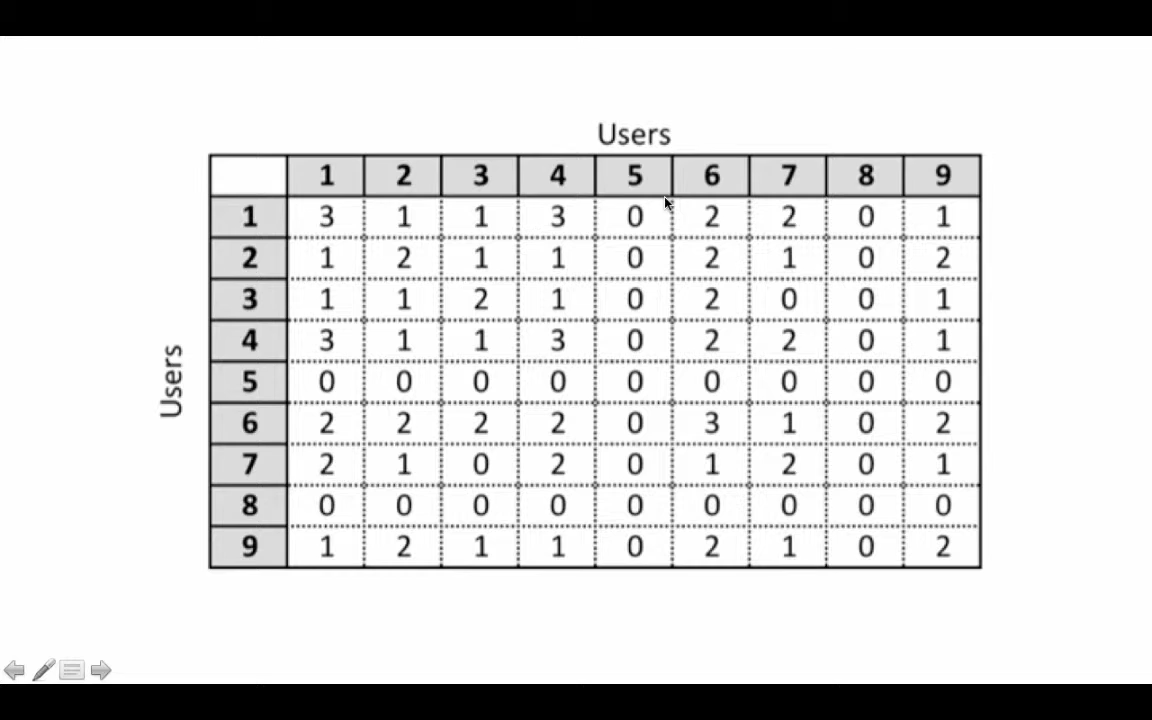 Users
1 2 3 4 5 6 7 8 9
1 3 1 1 3 0 2 2 0 1
2 1 2 1 1 0 2 1 0 2
3 1 1 2 1 0 2 0 0 1
4 3 1 1 3 0 2 2 0 1
5 0 0 0 0 0 0 0 0 0
6 2 2 2 2 0 3 1 0 2
7 2 1 0 2 0 1 2 0 1
8 0 0 0 0 0 0 0 0 0
9 1 2 1 1 0 2 1 0 2
Users